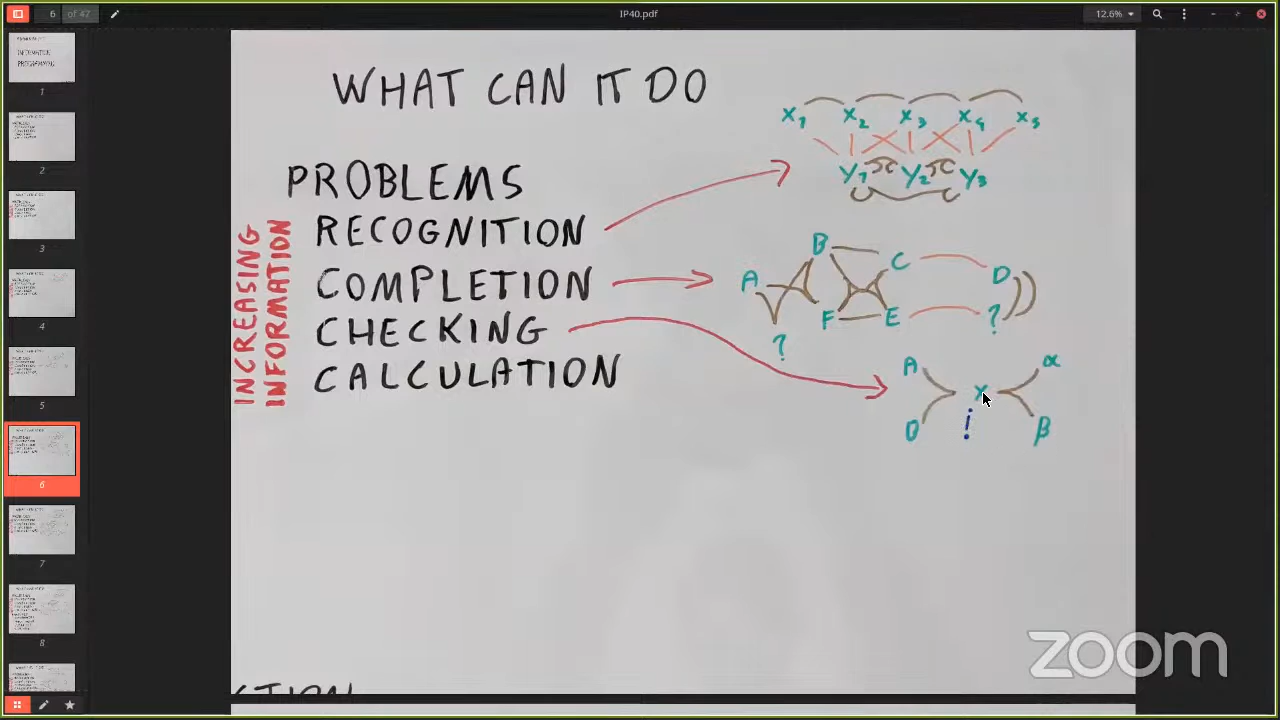 6 of 47
IP40.pdf
12.6%
WHAT CAN IT DO
PROBLEMS
RECOGNITION
COMPLETION
CHECKING
CALCULATION
INCREASING
INFORMATION
x1 x2 x3 x4 x5
y1 y2 y3
A B C D
F E ?
?
A x α
D ! β
1
2
3
4
5
6
7
8
zoom